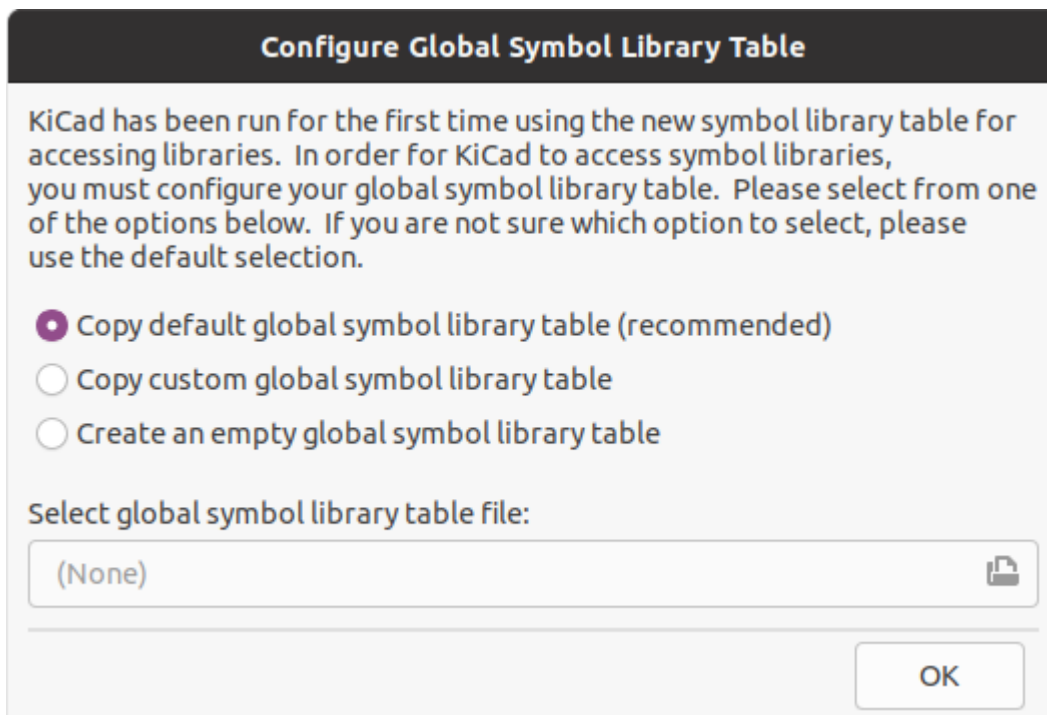 Configure Global Symbol Library Table
KiCad has been run for the first time using the new symbol library table for
accessing libraries.  In order for KiCad to access symbol libraries,
you must configure your global symbol library table.  Please select from one
of the options below.  If you are not sure which option to select, please
use the default selection.
Copy default global symbol library table (recommended)
Copy custom global symbol library table
Create an empty global symbol library table
Select global symbol library table file:
(None)
OK